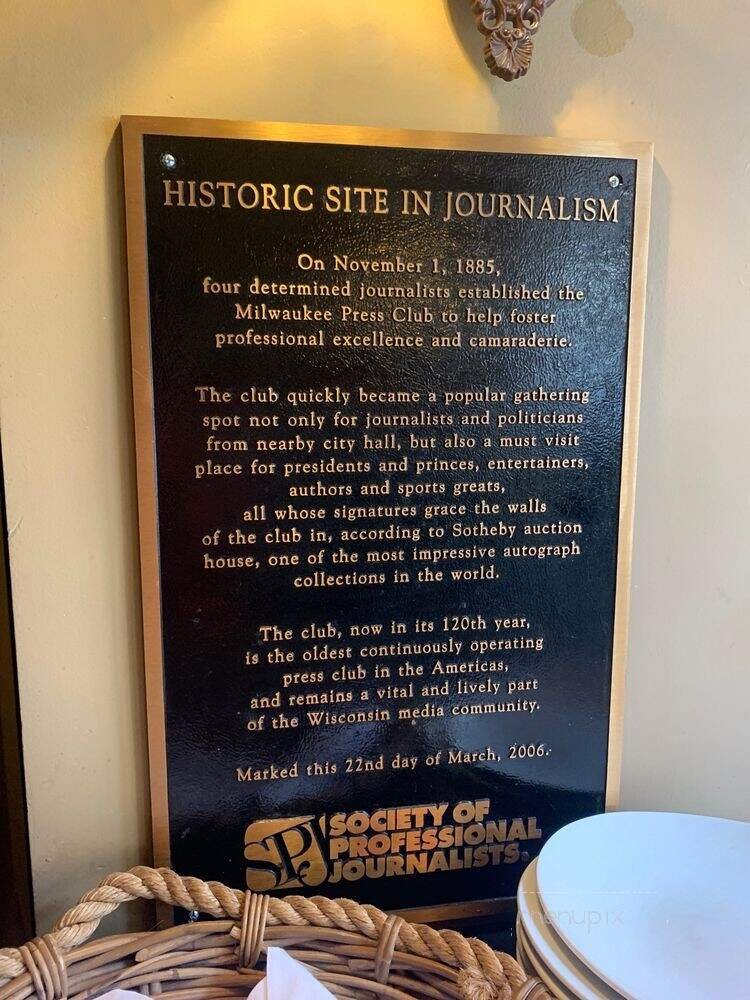 HISTORIC SITE IN JOURNALISM
On November 1, 1885,
four determined journalists established the
Milwaukee Press Club to help foster
professional excellence and camaraderie.
The club quickly became a popular gathering
spot not only for journalists and politicians
from nearby city hall, but also a must visit
place for presidents and princes, entertainers,
authors and sports greats,
all whose signatures grace the walls
of the club in, according to Sotheby auction
house, one of the most impressive autograph
collections in the world.
The club, now in its 120th year,
is the oldest continuously operating
press club in the Americas,
and remains a vital and lively part
of the Wisconsin media community.
Marked this 22nd day of March, 2006.
SPJ
SOCIETY OF
PROFESSIONAL
JOURNALISTS.
menupix